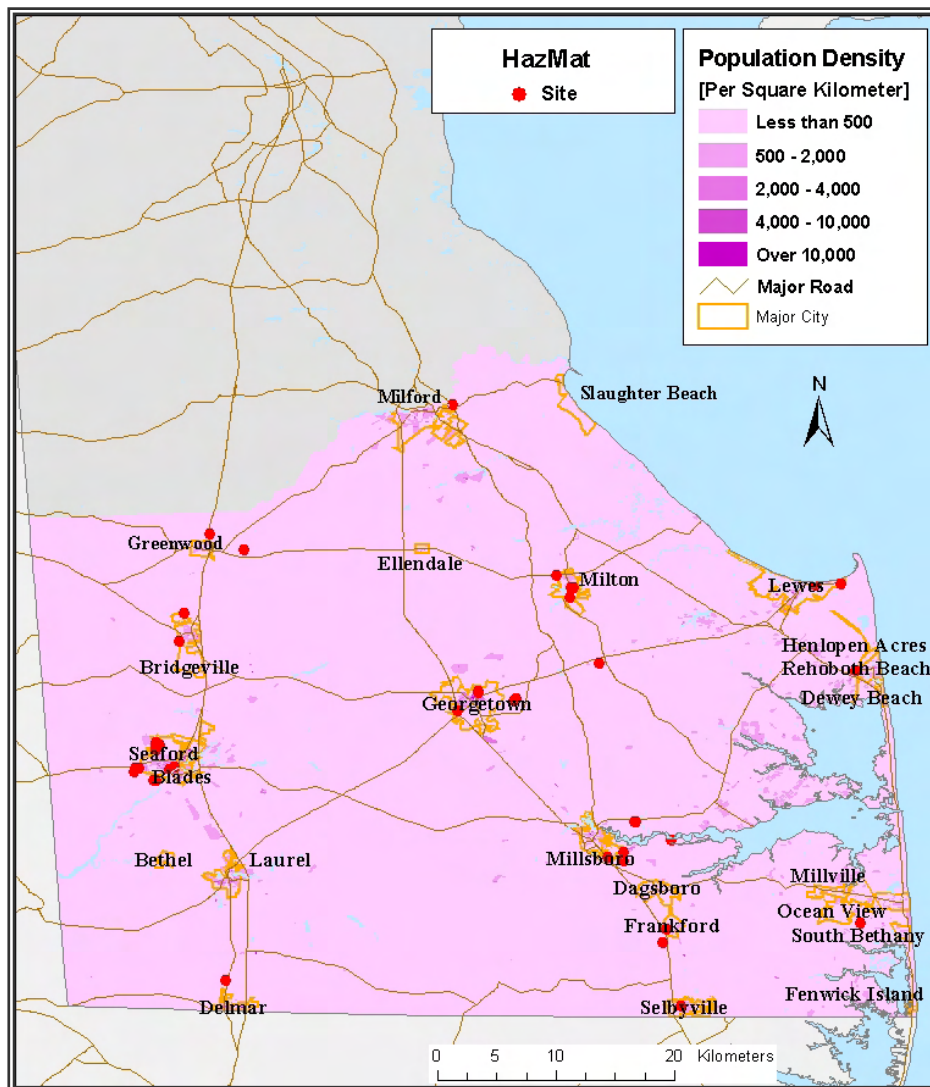 HazMat
Site
Population Density
[Per Square Kilometer]
Less than 500
500 - 2,000
2,000 - 4,000
4,000 - 10,000
Over 10,000
Major Road
Major City
N
Slaughter Beach
Milford
Greenwood
Ellendale
Milton
Lewes
Bridgeville
Henlopen Acres
Rehoboth Beach
Dewey Beach
Georgetown
Seaford
Blades
Bethel
Laurel
Millsboro
Millville
Dagsboro
Ocean View
Frankford
South Bethany
Fenwick Island
Delmar
Selbyville
0 5 10 20 Kilometers